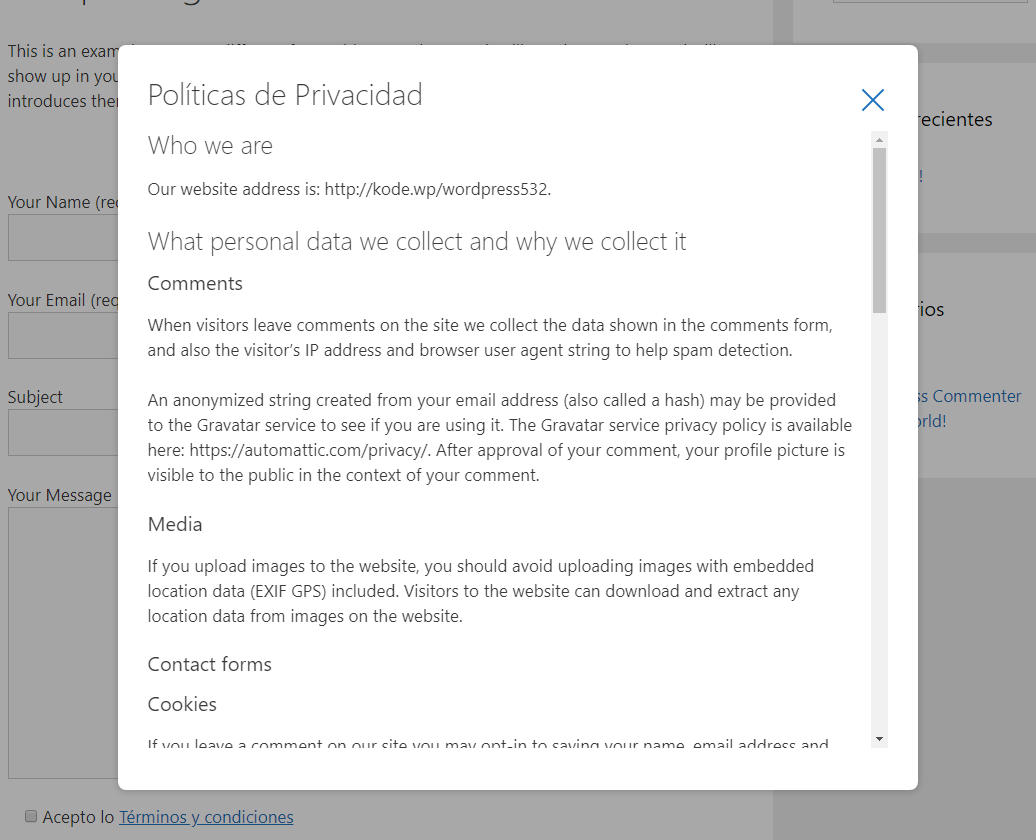 This is an exam
show up in you
introduces ther
Your Name (req
Your Email (req
Subject
Your Message
Acepto lo Términos y condiciones
Políticas de Privacidad
Who we are
Our website address is: http://kode.wp/wordpress532.
What personal data we collect and why we collect it
Comments
When visitors leave comments on the site we collect the data shown in the comments form,
and also the visitor’s IP address and browser user agent string to help spam detection.
An anonymized string created from your email address (also called a hash) may be provided
to the Gravatar service to see if you are using it. The Gravatar service privacy policy is available
here: https://automattic.com/privacy/. After approval of your comment, your profile picture is
visible to the public in the context of your comment.
Media
If you upload images to the website, you should avoid uploading images with embedded
location data (EXIF GPS) included. Visitors to the website can download and extract any
location data from images on the website.
Contact forms
Cookies
If you leave a comment on our site you may opt-in to saving your name, email address and
recientes
!
rios
ss Commenter
orld!